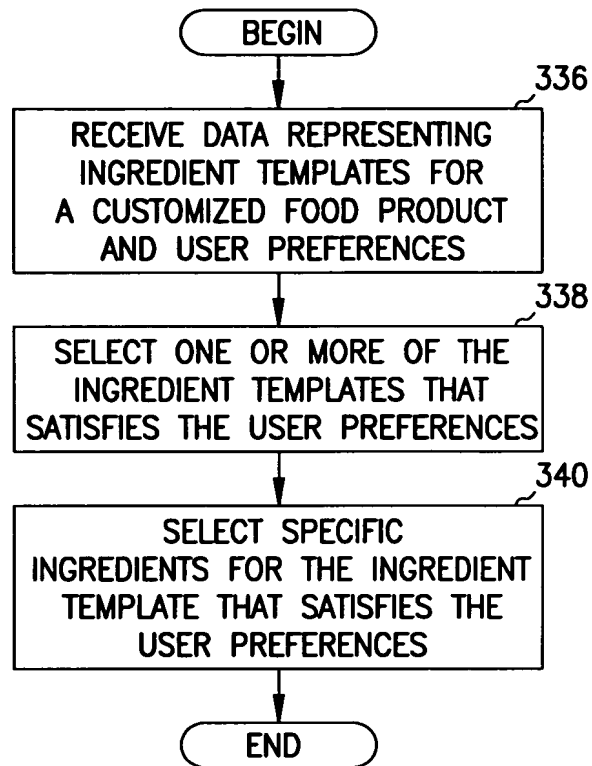 BEGIN
336
RECEIVE DATA REPRESENTING
INGREDIENT TEMPLATES FOR
A CUSTOMIZED FOOD PRODUCT
AND USER PREFERENCES
338
SELECT ONE OR MORE OF THE
INGREDIENT TEMPLATES THAT
SATISFIES THE USER PREFERENCES
340
SELECT SPECIFIC
INGREDIENTS FOR THE INGREDIENT
TEMPLATE THAT SATISFIES THE
USER PREFERENCES
END